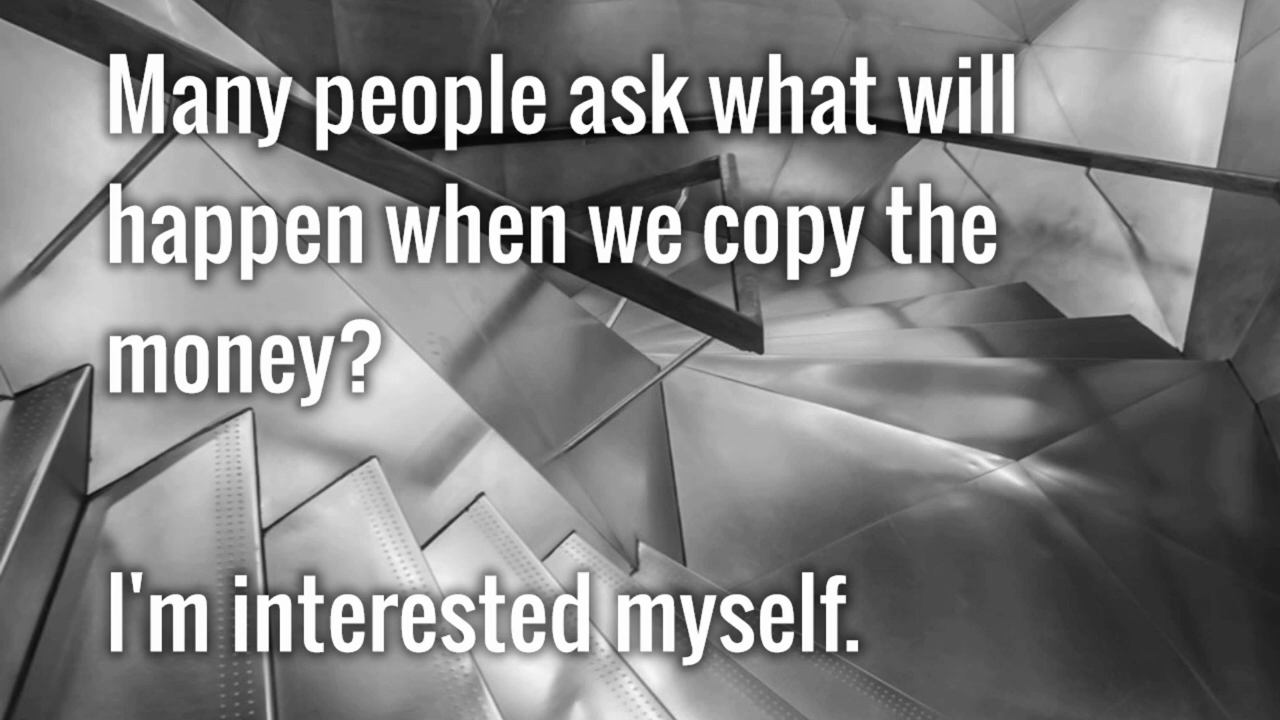 Many people ask what will
happen when we copy the
money?
I'm interested myself.